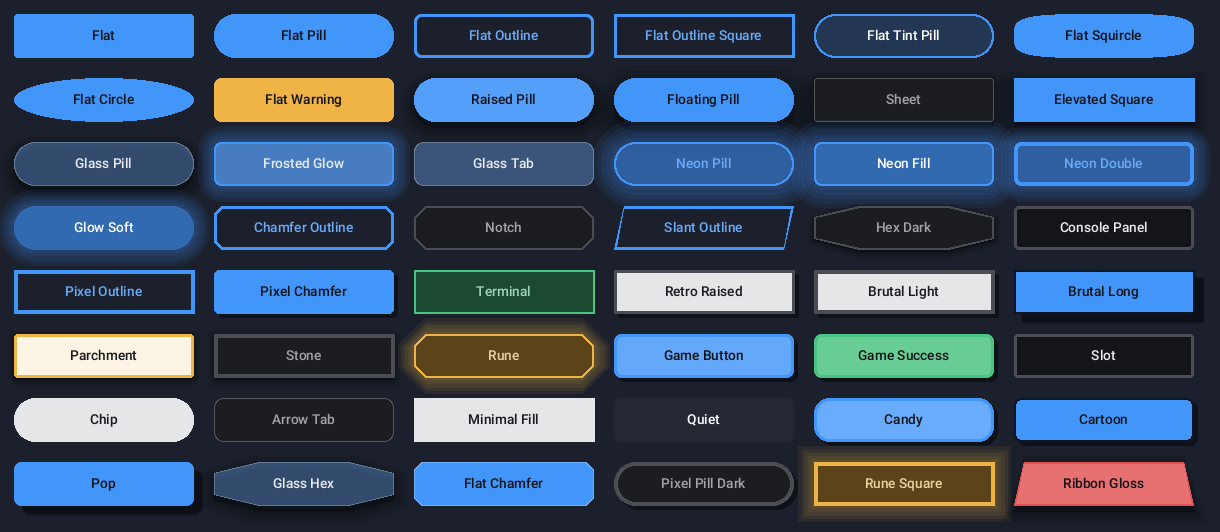 Flat
Flat Pill
Flat Outline
Flat Outline Square
Flat Tint Pill
Flat Squircle
Flat Circle
Flat Warning
Raised Pill
Floating Pill
Sheet
Elevated Square
Glass Pill
Frosted Glow
Glass Tab
Neon Pill
Neon Fill
Neon Double
Glow Soft
Chamfer Outline
Notch
Slant Outline
Hex Dark
Console Panel
Pixel Outline
Pixel Chamfer
Terminal
Retro Raised
Brutal Light
Brutal Long
Parchment
Stone
Rune
Game Button
Game Success
Slot
Chip
Arrow Tab
Minimal Fill
Quiet
Candy
Cartoon
Pop
Glass Hex
Flat Chamfer
Pixel Pill Dark
Rune Square
Ribbon Gloss